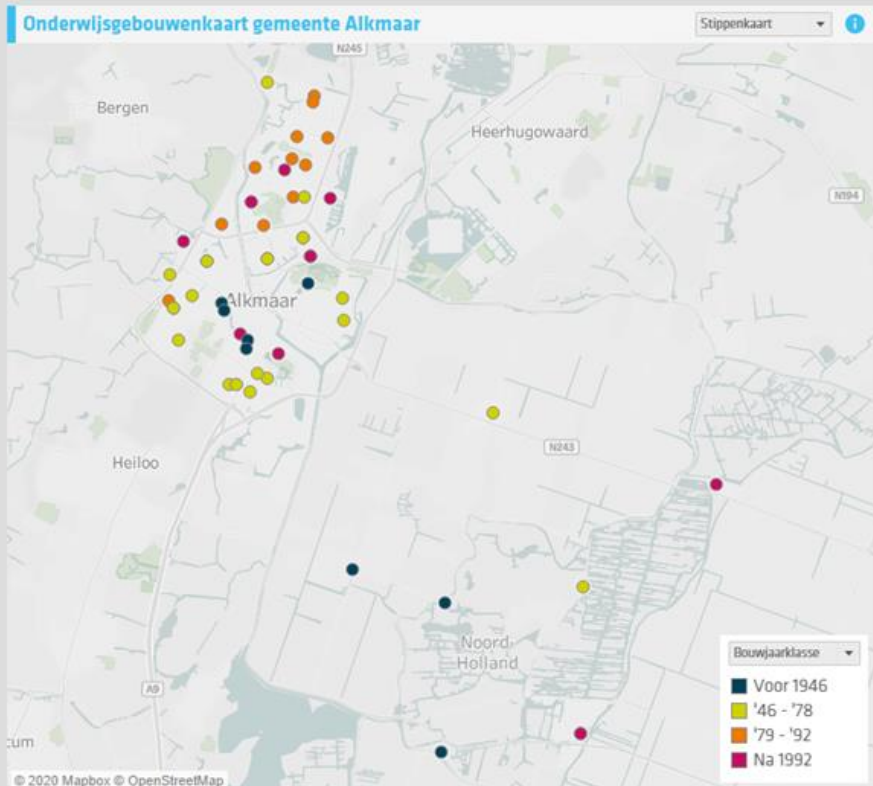 Onderwijsgebouwenkaart gemeente Alkmaar
Stippenkaart
i
N245
Bergen
Heerhugowaard
N194
Alkmaar
N243
Heiloo
Noord-
Holland
A9
cum
Bouwjaarklasse
Voor 1946
'46 - '78
'79 - '92
Na 1992
© 2020 Mapbox © OpenStreetMap